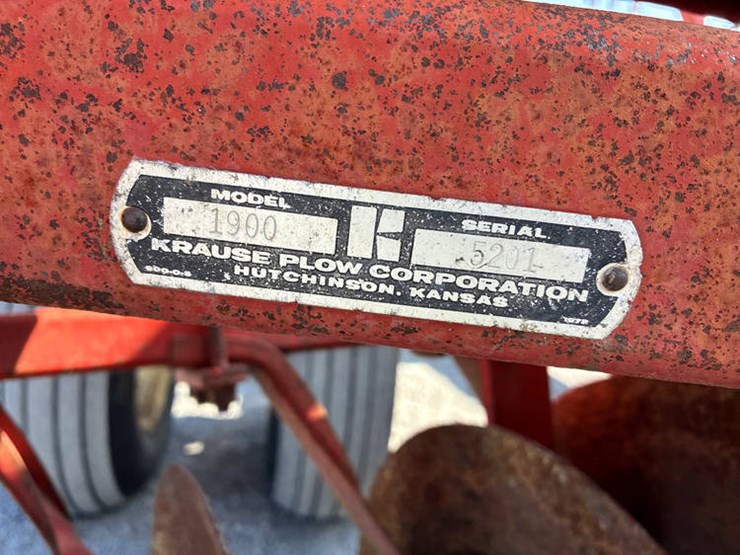 MODEL SERIAL
1900 K 5201
KRAUSE PLOW CORPORATION
HUTCHINSON, KANSAS